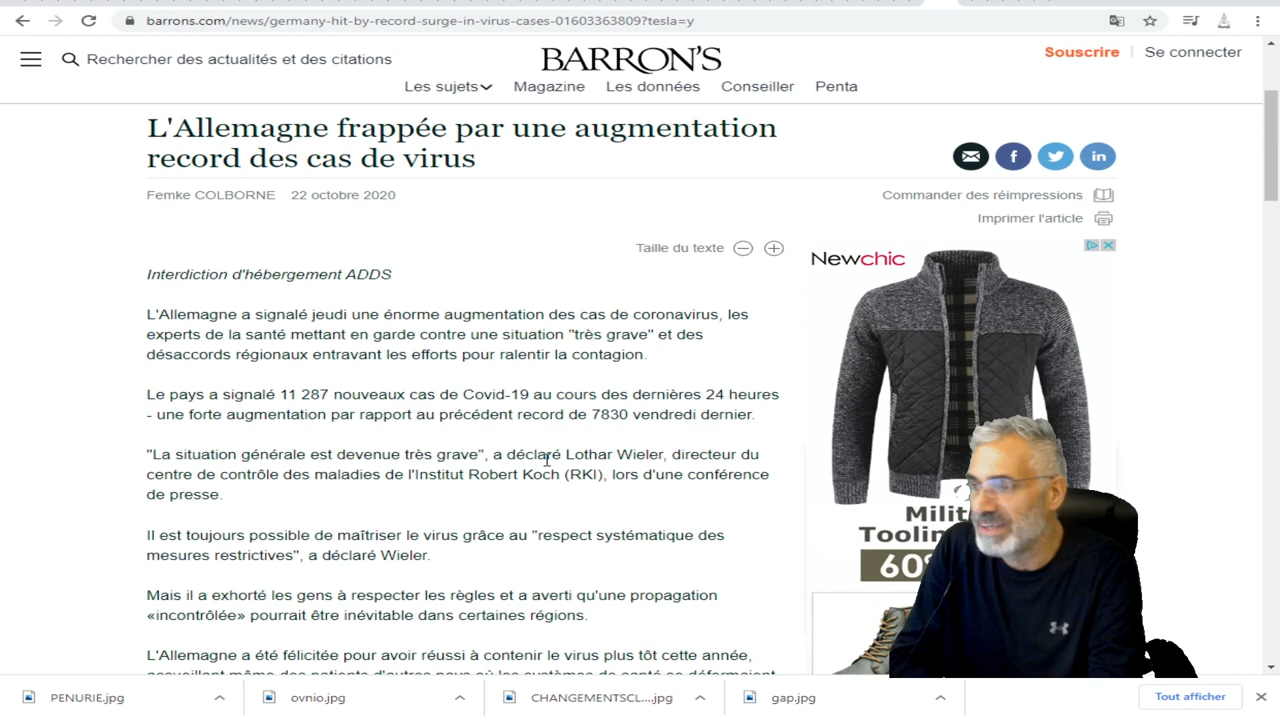 barrons.com/news/germany-hit-by-record-surge-in-virus-cases-01603363809?tesla=y
Rechercher des actualités et des citations
BARRON'S
Souscrire
Se connecter
Les sujets
Magazine
Les données
Conseiller
Penta
L'Allemagne frappée par une augmentation
record des cas de virus
Femke COLBORNE 22 octobre 2020
Commander des réimpressions
Imprimer l'article
Taille du texte
Newchic
Interdiction d'hébergement ADDS
L'Allemagne a signalé jeudi une énorme augmentation des cas de coronavirus, les
experts de la santé mettant en garde contre une situation "très grave" et des
désaccords régionaux entravant les efforts pour ralentir la contagion.
Le pays a signalé 11 287 nouveaux cas de Covid-19 au cours des dernières 24 heures
- une forte augmentation par rapport au précédent record de 7830 vendredi dernier.
"La situation générale est devenue très grave", a déclaré Lothar Wieler, directeur du
centre de contrôle des maladies de l'Institut Robert Koch (RKI), lors d'une conférence
de presse.
Il est toujours possible de maîtriser le virus grâce au "respect systématique des
mesures restrictives", a déclaré Wieler.
Mais il a exhorté les gens à respecter les règles et a averti qu'une propagation
«incontrôlée» pourrait être inévitable dans certaines régions.
L'Allemagne a été félicitée pour avoir réussi à contenir le virus plus tôt cette année,
60
PENURIE.jpg
ovnio.jpg
CHANGEMENTSCL....jpg
gap.jpg
Tout afficher